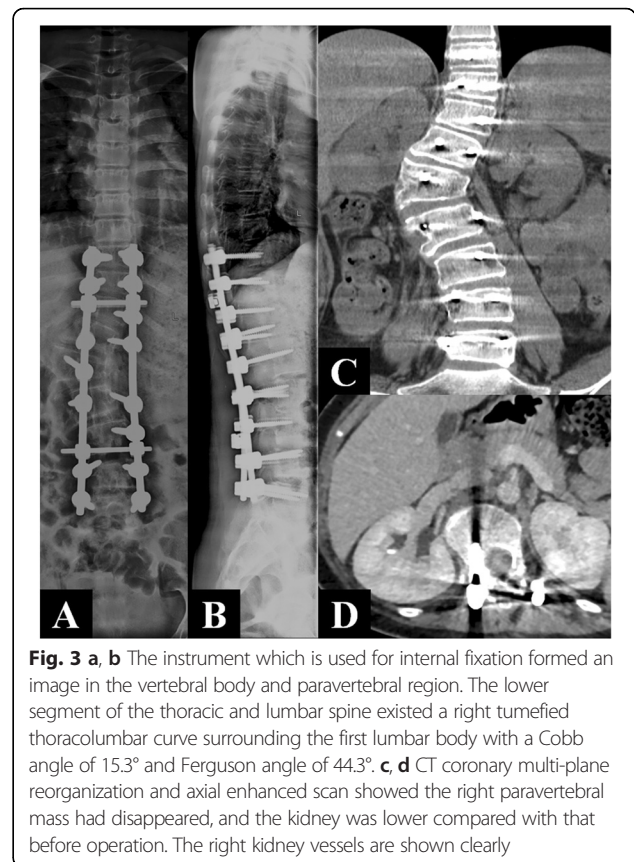 A
B
C
D
Fig. 3 a, b The instrument which is used for internal fixation formed an
image in the vertebral body and paravertebral region. The lower
segment of the thoracic and lumbar spine existed a right tumefied
thoracolumbar curve surrounding the first lumbar body with a Cobb
angle of 15.3° and Ferguson angle of 44.3°. c, d CT coronary multi-plane
reorganization and axial enhanced scan showed the right paravertebral
mass had disappeared, and the kidney was lower compared with that
before operation. The right kidney vessels are shown clearly